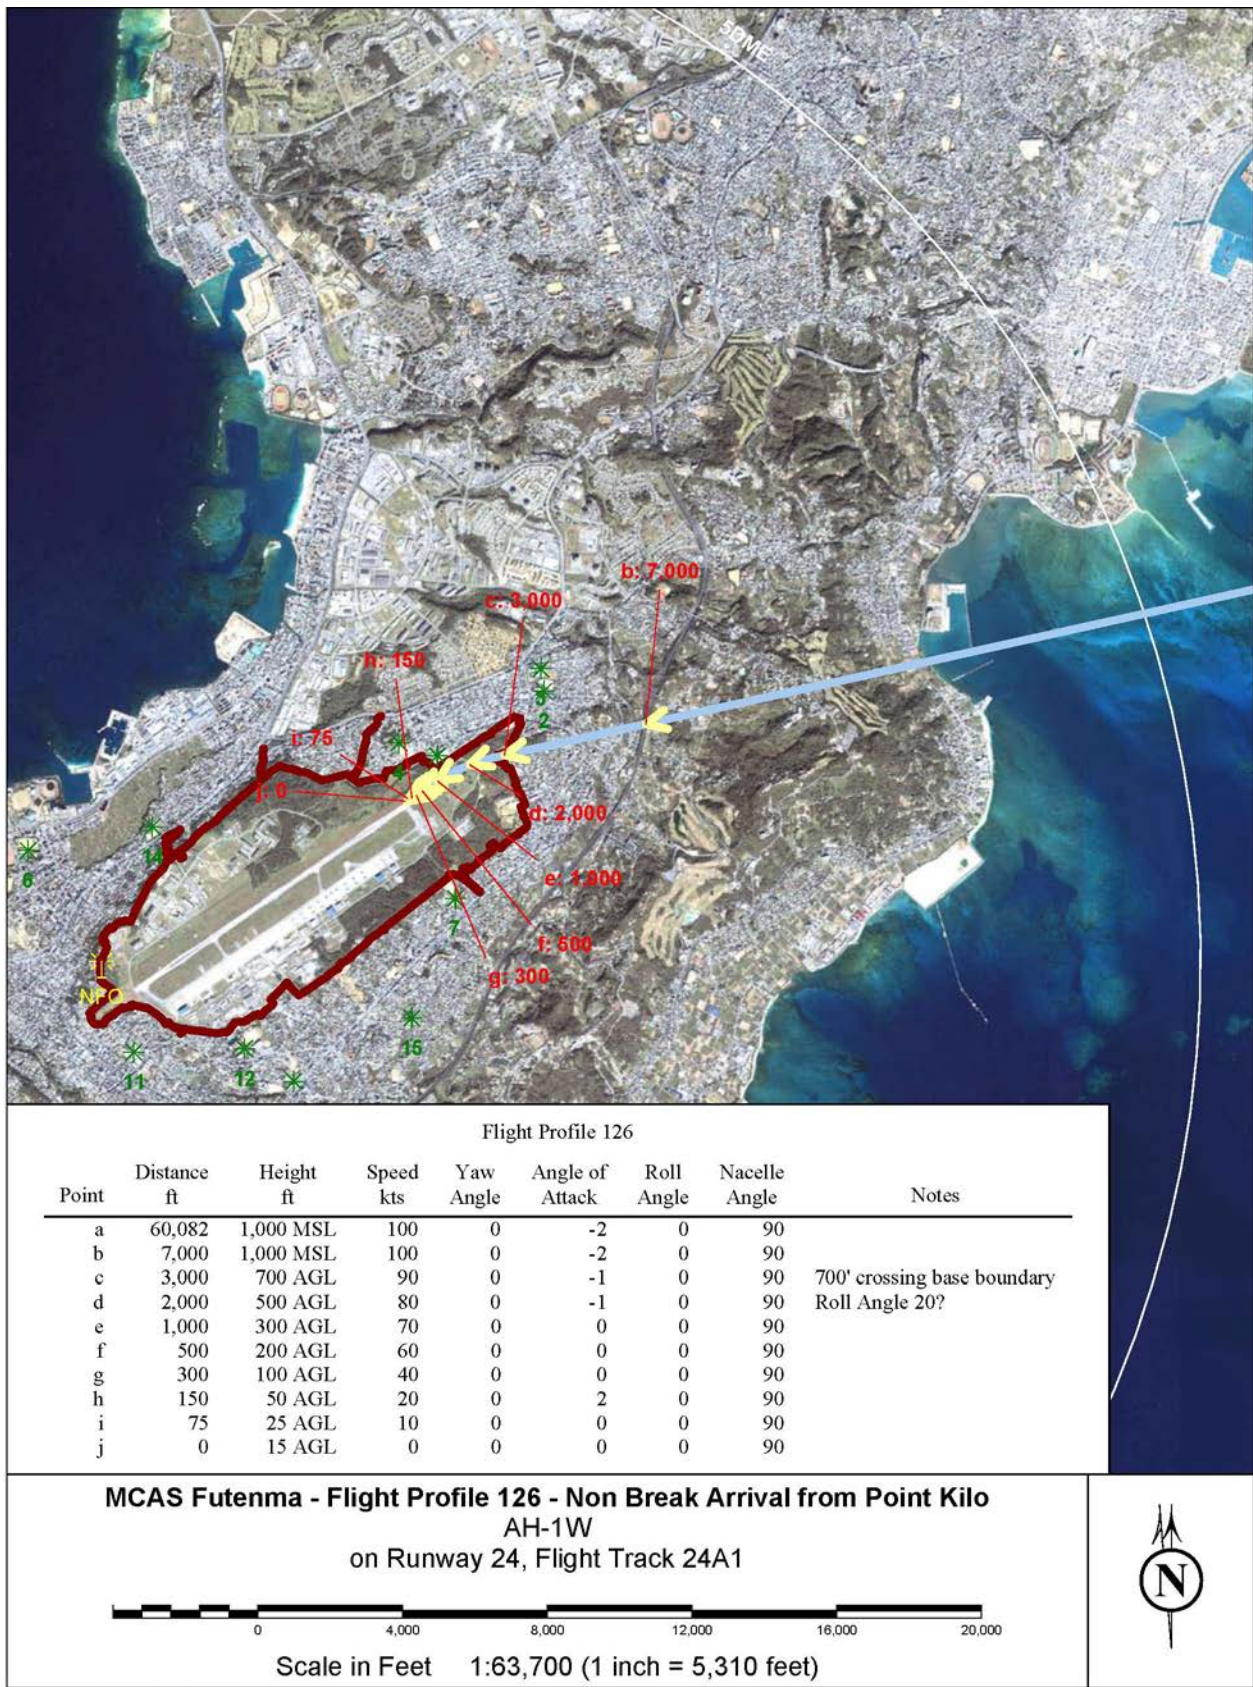 5DME
b: 7,000
c: 3,000
h: 150
5
2
i: 75
4
j: 0
d: 2,000
14
6
e: 1,000
7
f: 500
g: 300
NFO
15
11
12
Flight Profile 126
Point Distance ft Height ft Speed kts Yaw Angle Angle of Attack Roll Angle Nacelle Angle Notes
a 60,082 1,000 MSL 100 0 -2 0 90
b 7,000 1,000 MSL 100 0 -2 0 90
c 3,000 700 AGL 90 0 -1 0 90 700' crossing base boundary
d 2,000 500 AGL 80 0 -1 0 90 Roll Angle 20?
e 1,000 300 AGL 70 0 0 0 90
f 500 200 AGL 60 0 0 0 90
g 300 100 AGL 40 0 0 0 90
h 150 50 AGL 20 0 2 0 90
i 75 25 AGL 10 0 0 0 90
j 0 15 AGL 0 0 0 0 90
MCAS Futenma - Flight Profile 126 - Non Break Arrival from Point Kilo
AH-1W
on Runway 24, Flight Track 24A1
N
0 4,000 8,000 12,000 16,000 20,000
Scale in Feet 1:63,700 (1 inch = 5,310 feet)